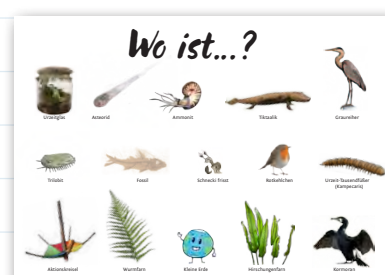 Wo ist...?
Urzeitglas
Asteroid
Ammonit
Tiktaalik
Graureiher
Trilobit
Fossil
Schnecki frisst
Rotkehlchen
Urzeit-Tausendfüßer
(Kampecaris)
Aktionskreisel
Wurmfarn
Kleine Erde
Hirschzungenfarn
Kormoran